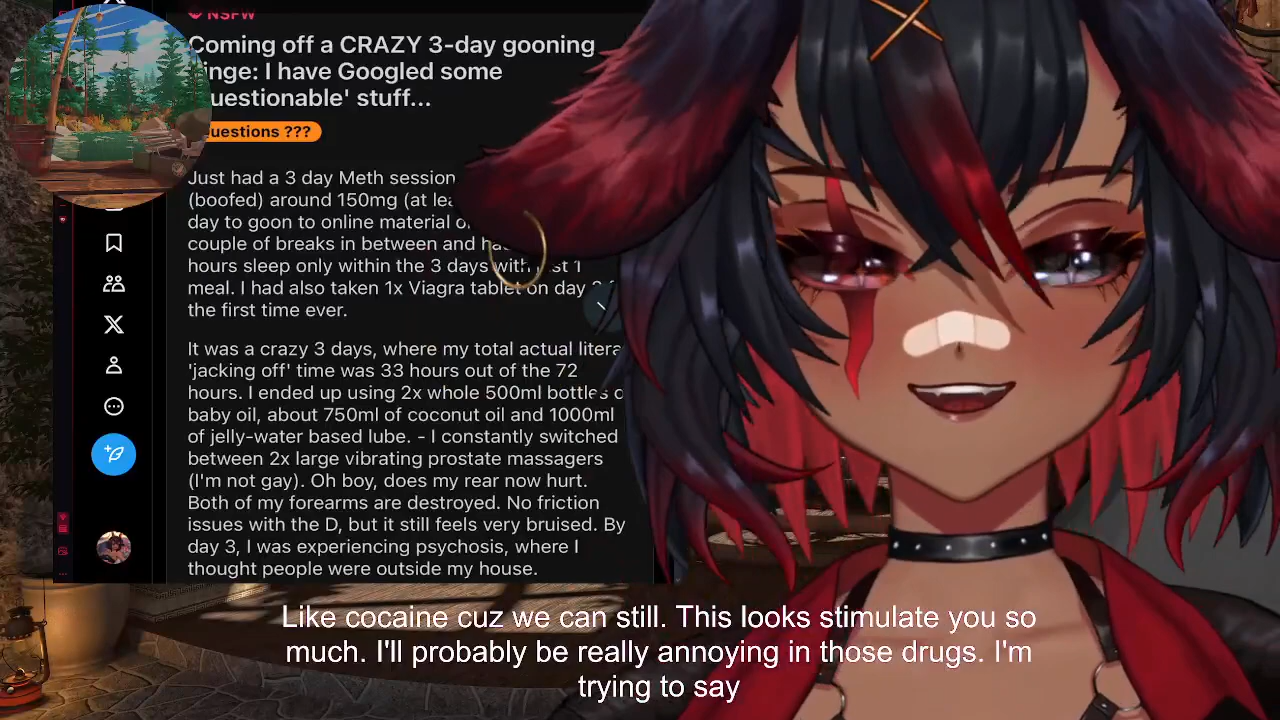 NSFW
Coming off a CRAZY 3-day gooning
inge: I have Googled some
uestionable' stuff...
uestions ???
Just had a 3 day Meth session
(boofed) around 150mg (at lea
day to goon to online material o
couple of breaks in between and ha
hours sleep only within the 3 days with just 1
meal. I had also taken 1x Viagra tablet on day
the first time ever.
It was a crazy 3 days, where my total actual litera
'jacking off' time was 33 hours out of the 72
hours. I ended up using 2x whole 500ml bottles o
baby oil, about 750ml of coconut oil and 1000ml
of jelly-water based lube. - I constantly switched
between 2x large vibrating prostate massagers
(I'm not gay). Oh boy, does my rear now hurt.
Both of my forearms are destroyed. No friction
issues with the D, but it still feels very bruised. By
day 3, I was experiencing psychosis, where I
thought people were outside my house.
Like cocaine cuz we can still. This looks stimulate you so
much. I'll probably be really annoying in those drugs. I'm
trying to say